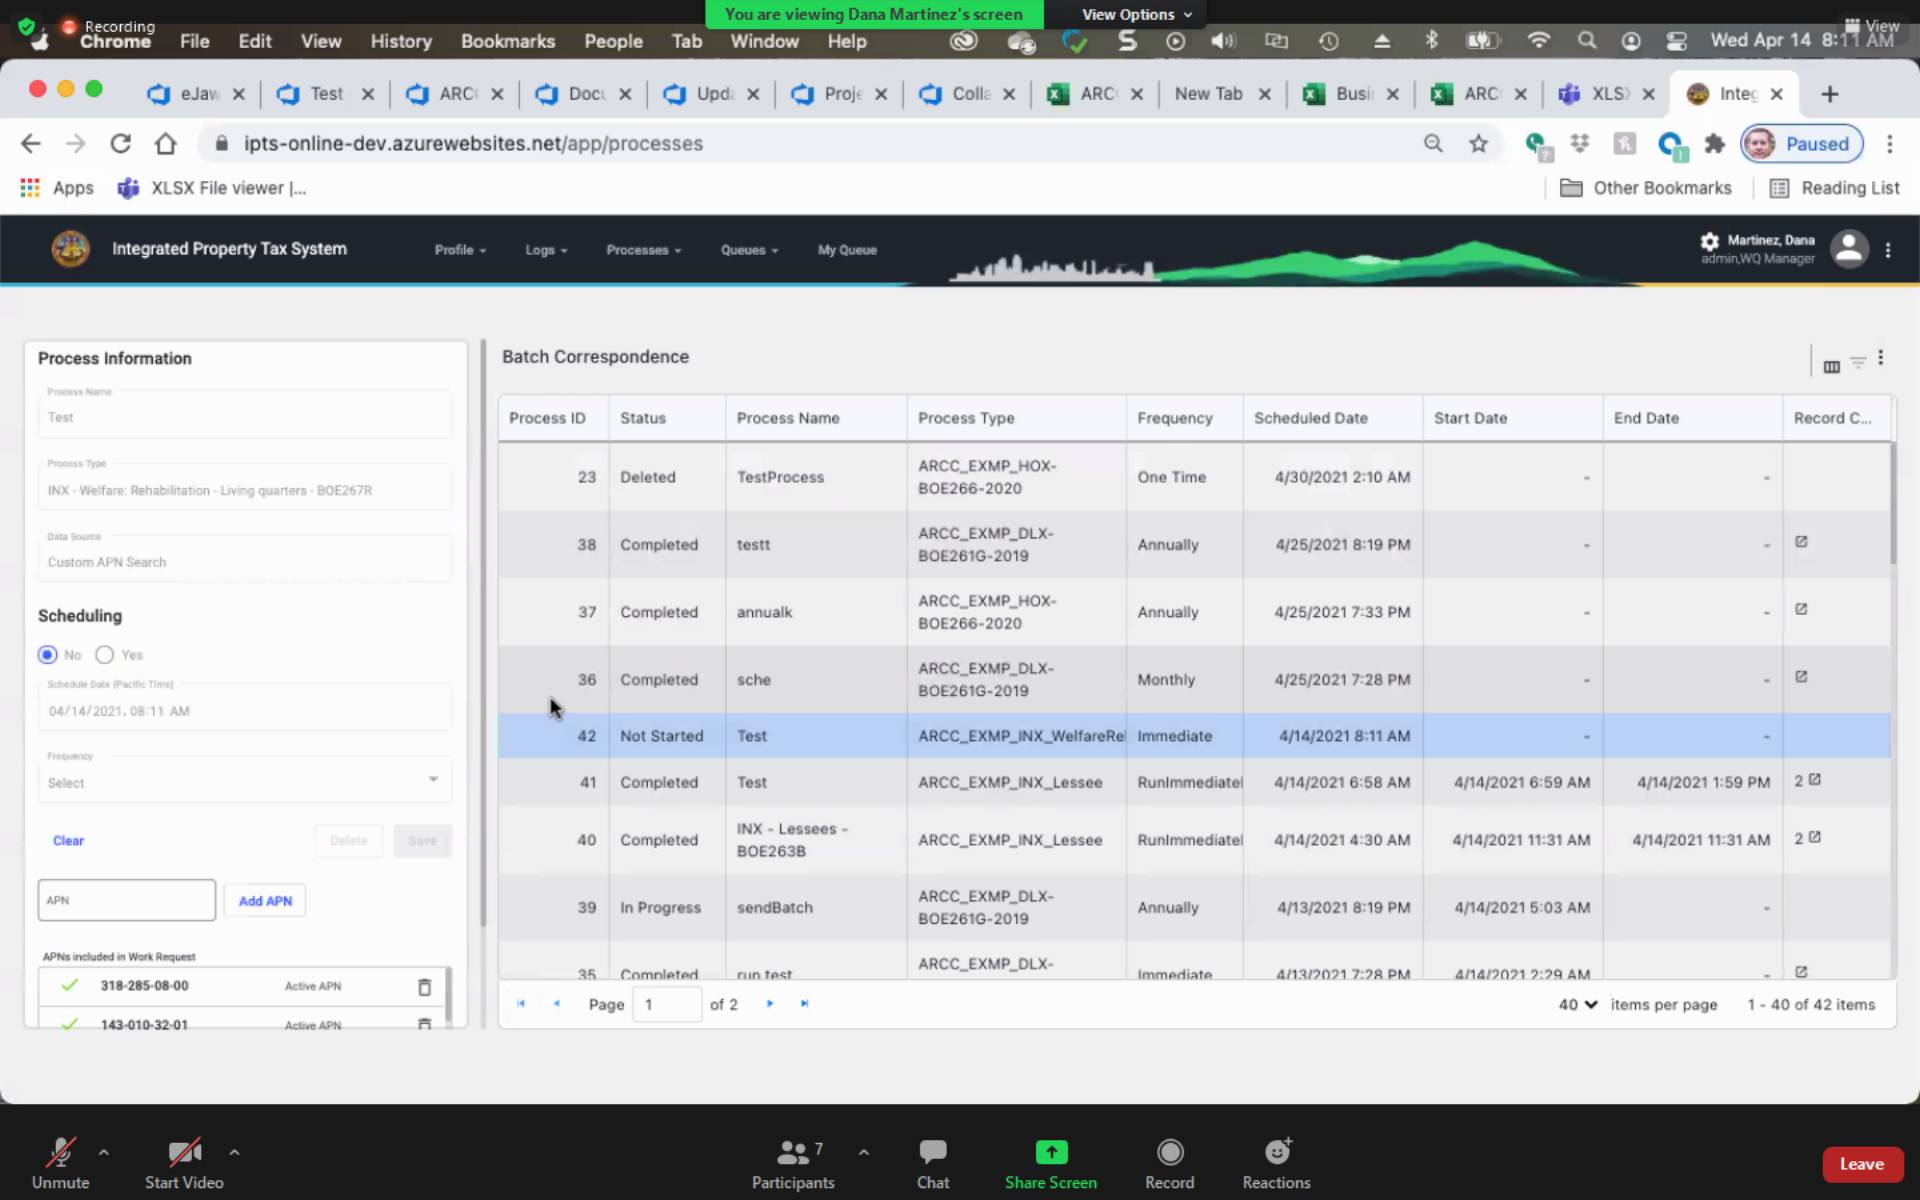 Recording
You are viewing Dana Martinez's screen
View Options
View
Chrome File Edit View History Bookmarks People Tab Window Help
Wed Apr 14 8:11 AM
eJaw
Test
ARC
Docu
Upda
Proje
Colla
ARC
New Tab
Busi
ARC
XLSX
Integ
ipts-online-dev.azurewebsites.net/app/processes
Paused
Apps
XLSX File viewer |...
Other Bookmarks
Reading List
Integrated Property Tax System
Profile
Logs
Processes
Queues
My Queue
Martinez, Dana
admin,WQ Manager
Process Information
Process Name
Test
Process Type
INX - Welfare: Rehabilitation - Living quarters - BOE267R
Data Source
Custom APN Search
Scheduling
No Yes
Schedule Date (Pacific Time)
04/14/2021, 08:11 AM
Frequency
Select
Clear
Delete
Save
APN
Add APN
APNs included in Work Request
318-285-08-00 Active APN
143-010-32-01 Active APN
Batch Correspondence
Process ID Status Process Name Process Type Frequency Scheduled Date Start Date End Date Record C...
23 Deleted TestProcess ARCC_EXMP_HOX-
BOE266-2020 One Time 4/30/2021 2:10 AM - -
38 Completed testt ARCC_EXMP_DLX-
BOE261G-2019 Annually 4/25/2021 8:19 PM - -
37 Completed annualk ARCC_EXMP_HOX-
BOE266-2020 Annually 4/25/2021 7:33 PM - -
36 Completed sche ARCC_EXMP_DLX-
BOE261G-2019 Monthly 4/25/2021 7:28 PM - -
42 Not Started Test ARCC_EXMP_INX_WelfareRe Immediate 4/14/2021 8:11 AM - -
41 Completed Test ARCC_EXMP_INX_Lessee RunImmediatel 4/14/2021 6:58 AM 4/14/2021 6:59 AM 4/14/2021 1:59 PM 2
40 Completed INX - Lessees -
BOE263B ARCC_EXMP_INX_Lessee RunImmediatel 4/14/2021 4:30 AM 4/14/2021 11:31 AM 4/14/2021 11:31 AM 2
39 In Progress sendBatch ARCC_EXMP_DLX-
BOE261G-2019 Annually 4/13/2021 8:19 PM 4/14/2021 5:03 AM -
35 Completed run test ARCC_EXMP_DLX- Immediate 4/13/2021 7:28 PM 4/14/2021 2:29 AM -
Page 1 of 2
40 items per page 1 - 40 of 42 items
Unmute
Start Video
7
Participants
Chat
Share Screen
Record
Reactions
Leave